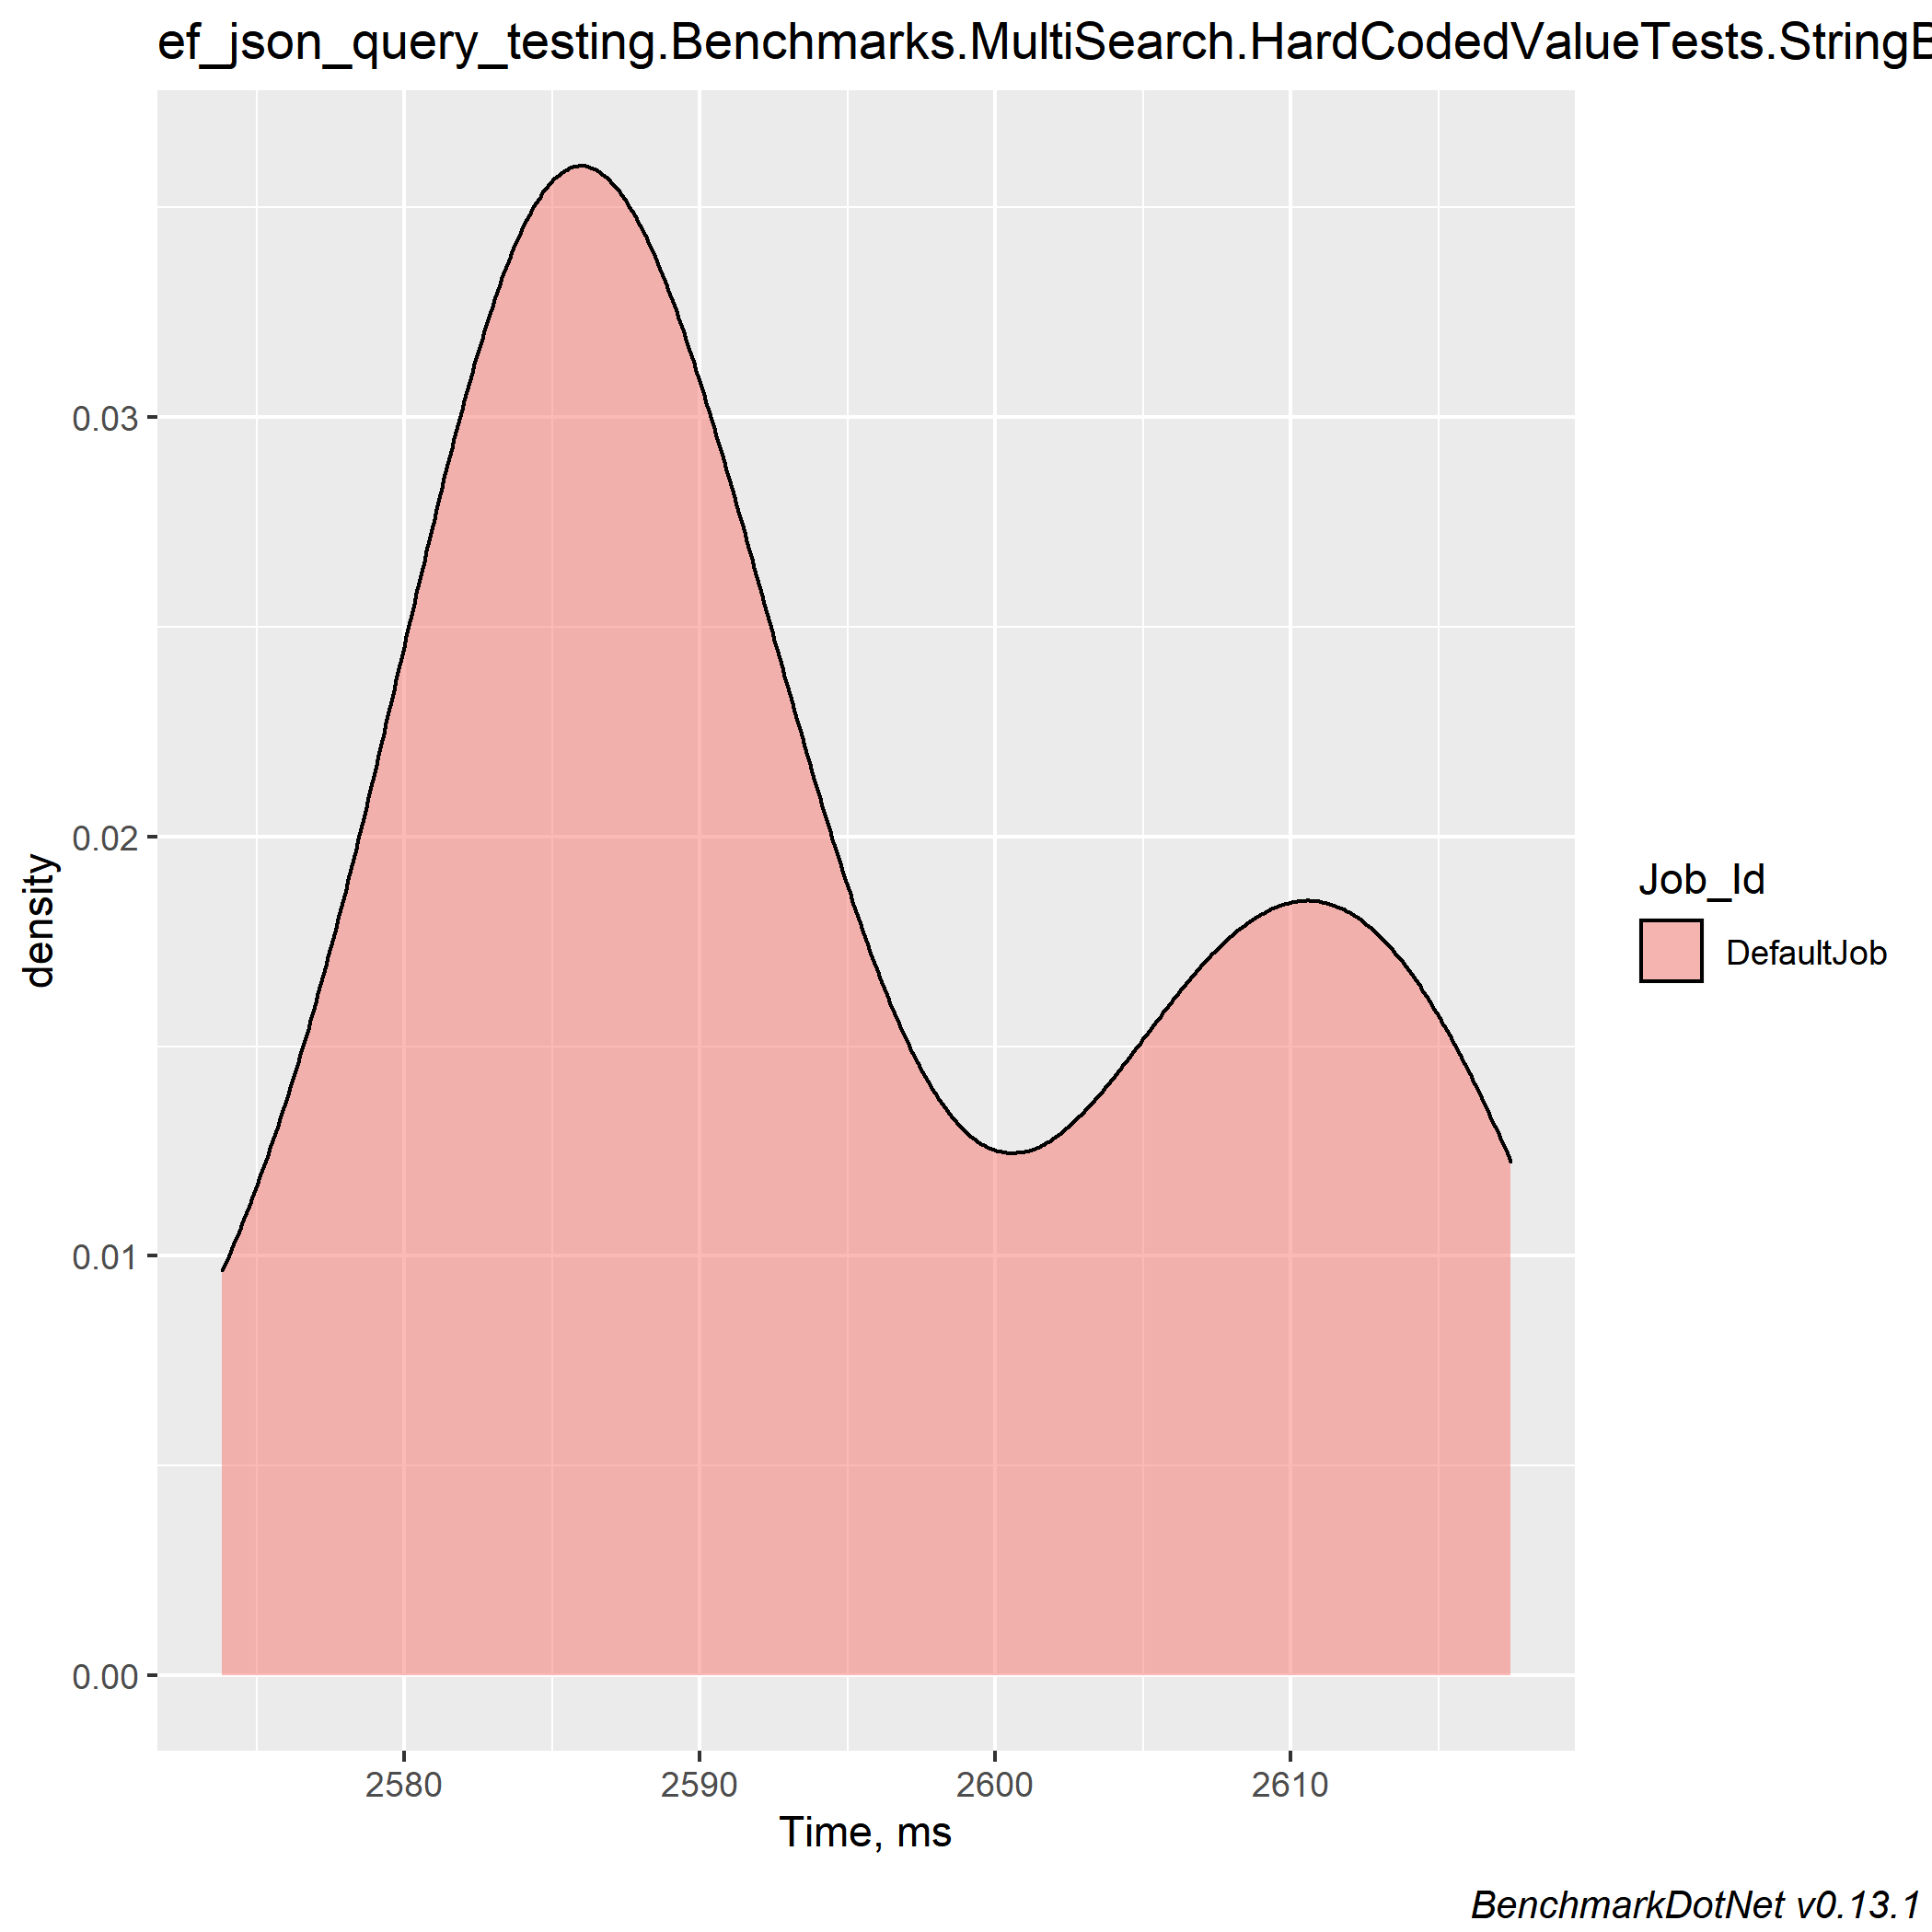 ef_json_query_testing.Benchmarks.MultiSearch.HardCodedValueTests.StringB
0.03
0.02
0.01
0.00
density
2580 2590 2600 2610
Time, ms
Job_Id
DefaultJob
BenchmarkDotNet v0.13.1